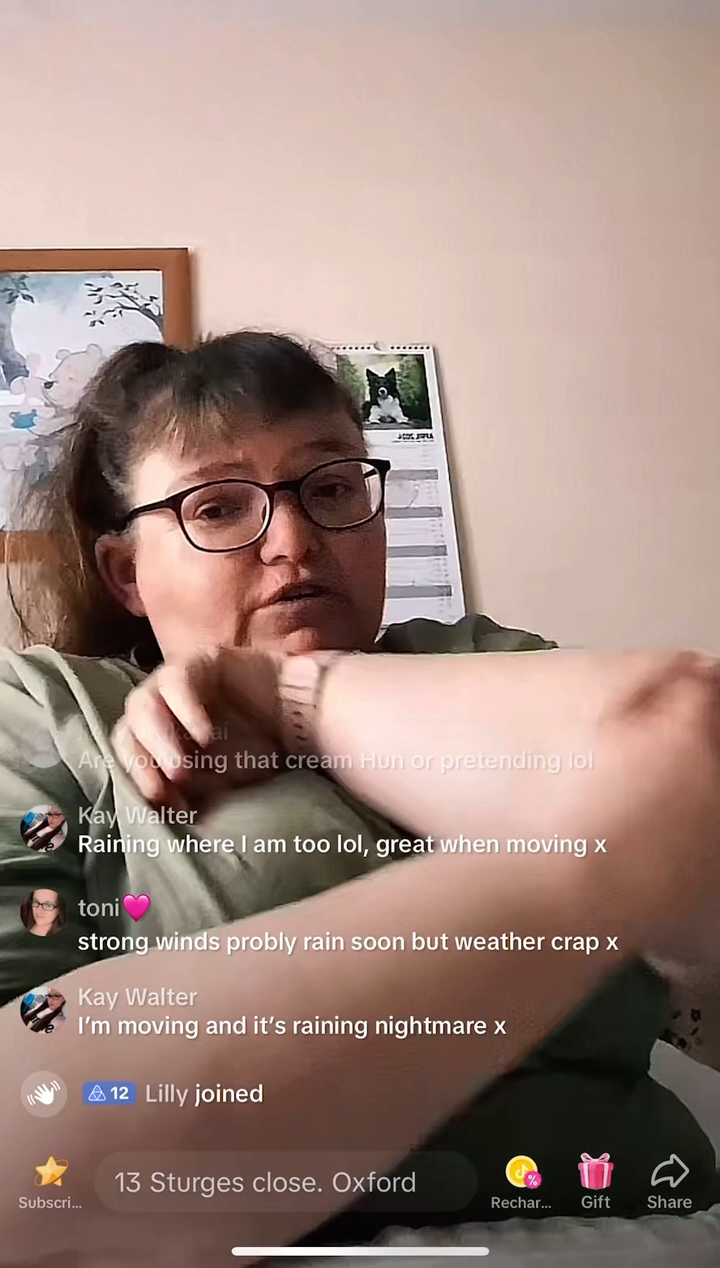 Are you using that cream Hun or pretending lol
Kay Walter
Raining where I am too lol, great when moving x
toni🩷
strong winds probly rain soon but weather crap x
Kay Walter
I'm moving and it's raining nightmare x
12 Lilly joined
Subscri...
13 Sturges close. Oxford
Rechar...
Gift
Share